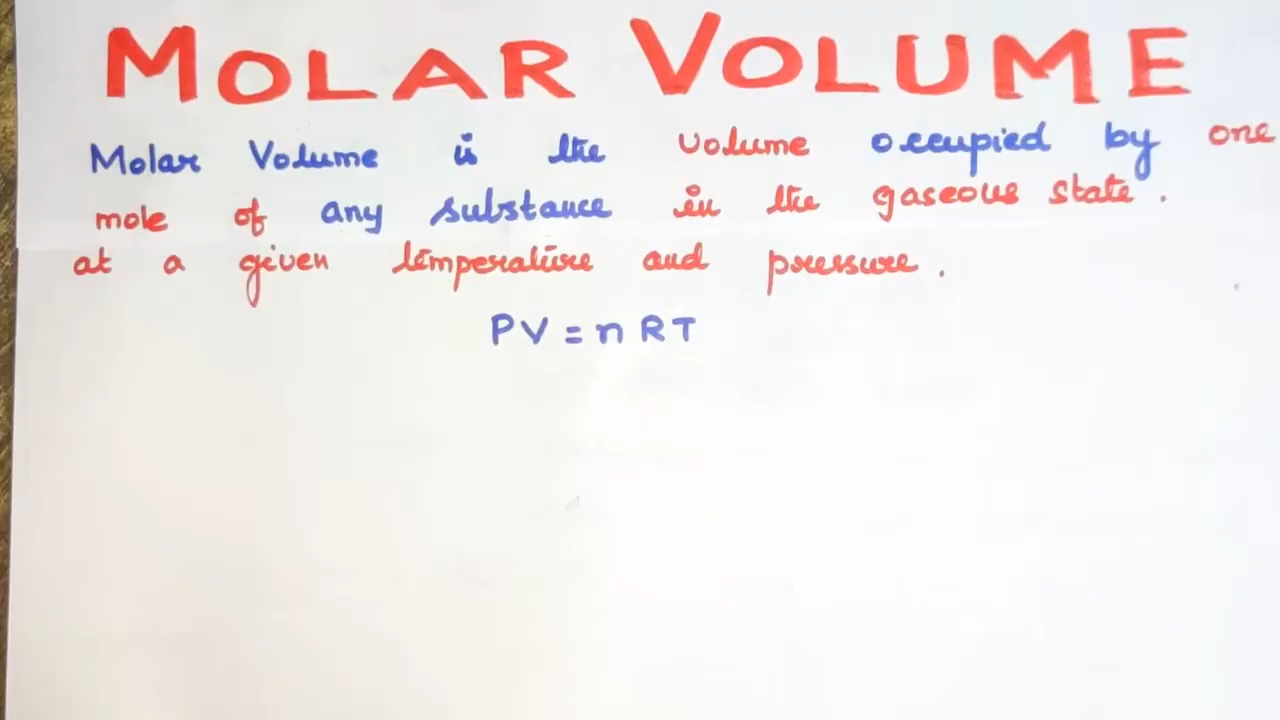 MOLAR VOLUME
Molar Volume is the volume occupied by one
mole of any substance in the gaseous state.
at a given temperature and pressure.
PV = nRT